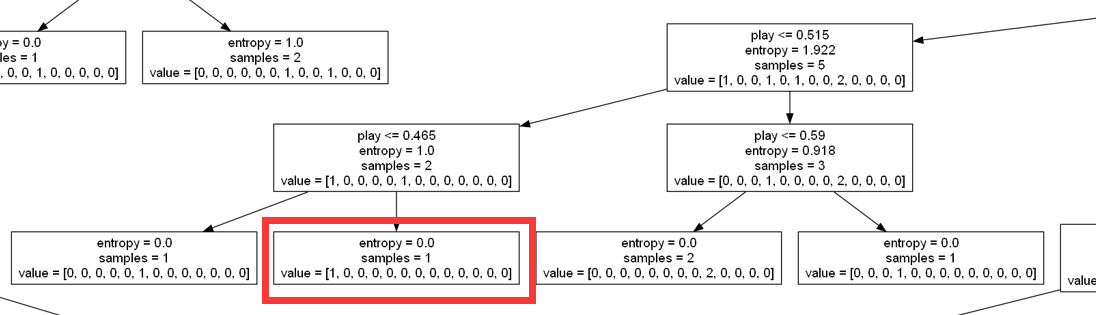 y = 0.0
les = 1
, 0, 0, 1, 0, 0, 0, 0, 0]
entropy = 1.0
samples = 2
value = [0, 0, 0, 0, 0, 0, 1, 0, 0, 1, 0, 0, 0]
play <= 0.515
entropy = 1.922
samples = 5
value = [1, 0, 0, 1, 0, 1, 0, 0, 2, 0, 0, 0, 0]
play <= 0.465
entropy = 1.0
samples = 2
value = [1, 0, 0, 0, 0, 1, 0, 0, 0, 0, 0, 0, 0]
play <= 0.59
entropy = 0.918
samples = 3
value = [0, 0, 0, 1, 0, 0, 0, 0, 2, 0, 0, 0, 0]
entropy = 0.0
samples = 1
value = [0, 0, 0, 0, 0, 1, 0, 0, 0, 0, 0, 0, 0]
entropy = 0.0
samples = 1
value = [1, 0, 0, 0, 0, 0, 0, 0, 0, 0, 0, 0, 0]
entropy = 0.0
samples = 2
value = [0, 0, 0, 0, 0, 0, 0, 0, 2, 0, 0, 0, 0]
entropy = 0.0
samples = 1
value = [0, 0, 0, 1, 0, 0, 0, 0, 0, 0, 0, 0, 0]
value